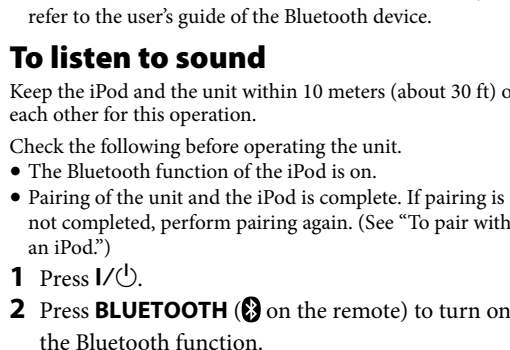 refer to the user's guide of the Bluetooth device.
To listen to sound
Keep the iPod and the unit within 10 meters (about 30 ft) o
each other for this operation.
Check the following before operating the unit.
• The Bluetooth function of the iPod is on.
• Pairing of the unit and the iPod is complete. If pairing is
not completed, perform pairing again. (See “To pair with
an iPod.”)
1 Press I/⏻.
2 Press BLUETOOTH ( on the remote) to turn on
the Bluetooth function.